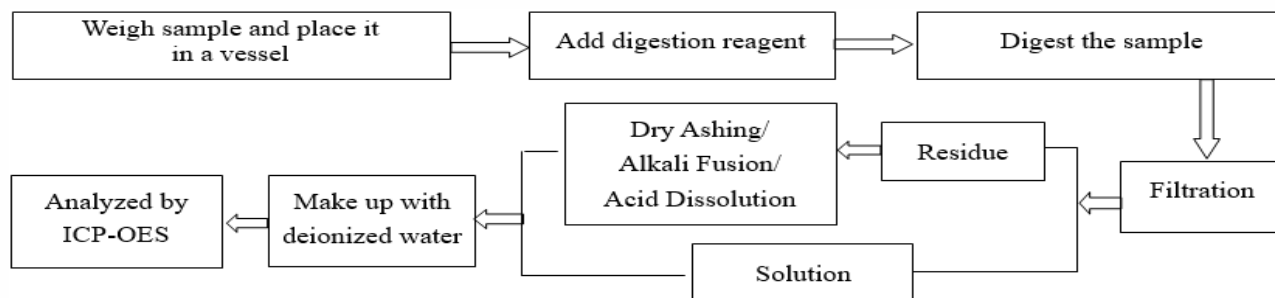 Weigh sample and place it
in a vessel
Add digestion reagent
Digest the sample
Filtration
Residue
Dry Ashing/
Alkali Fusion/
Acid Dissolution
Solution
Make up with
deionized water
Analyzed by
ICP-OES